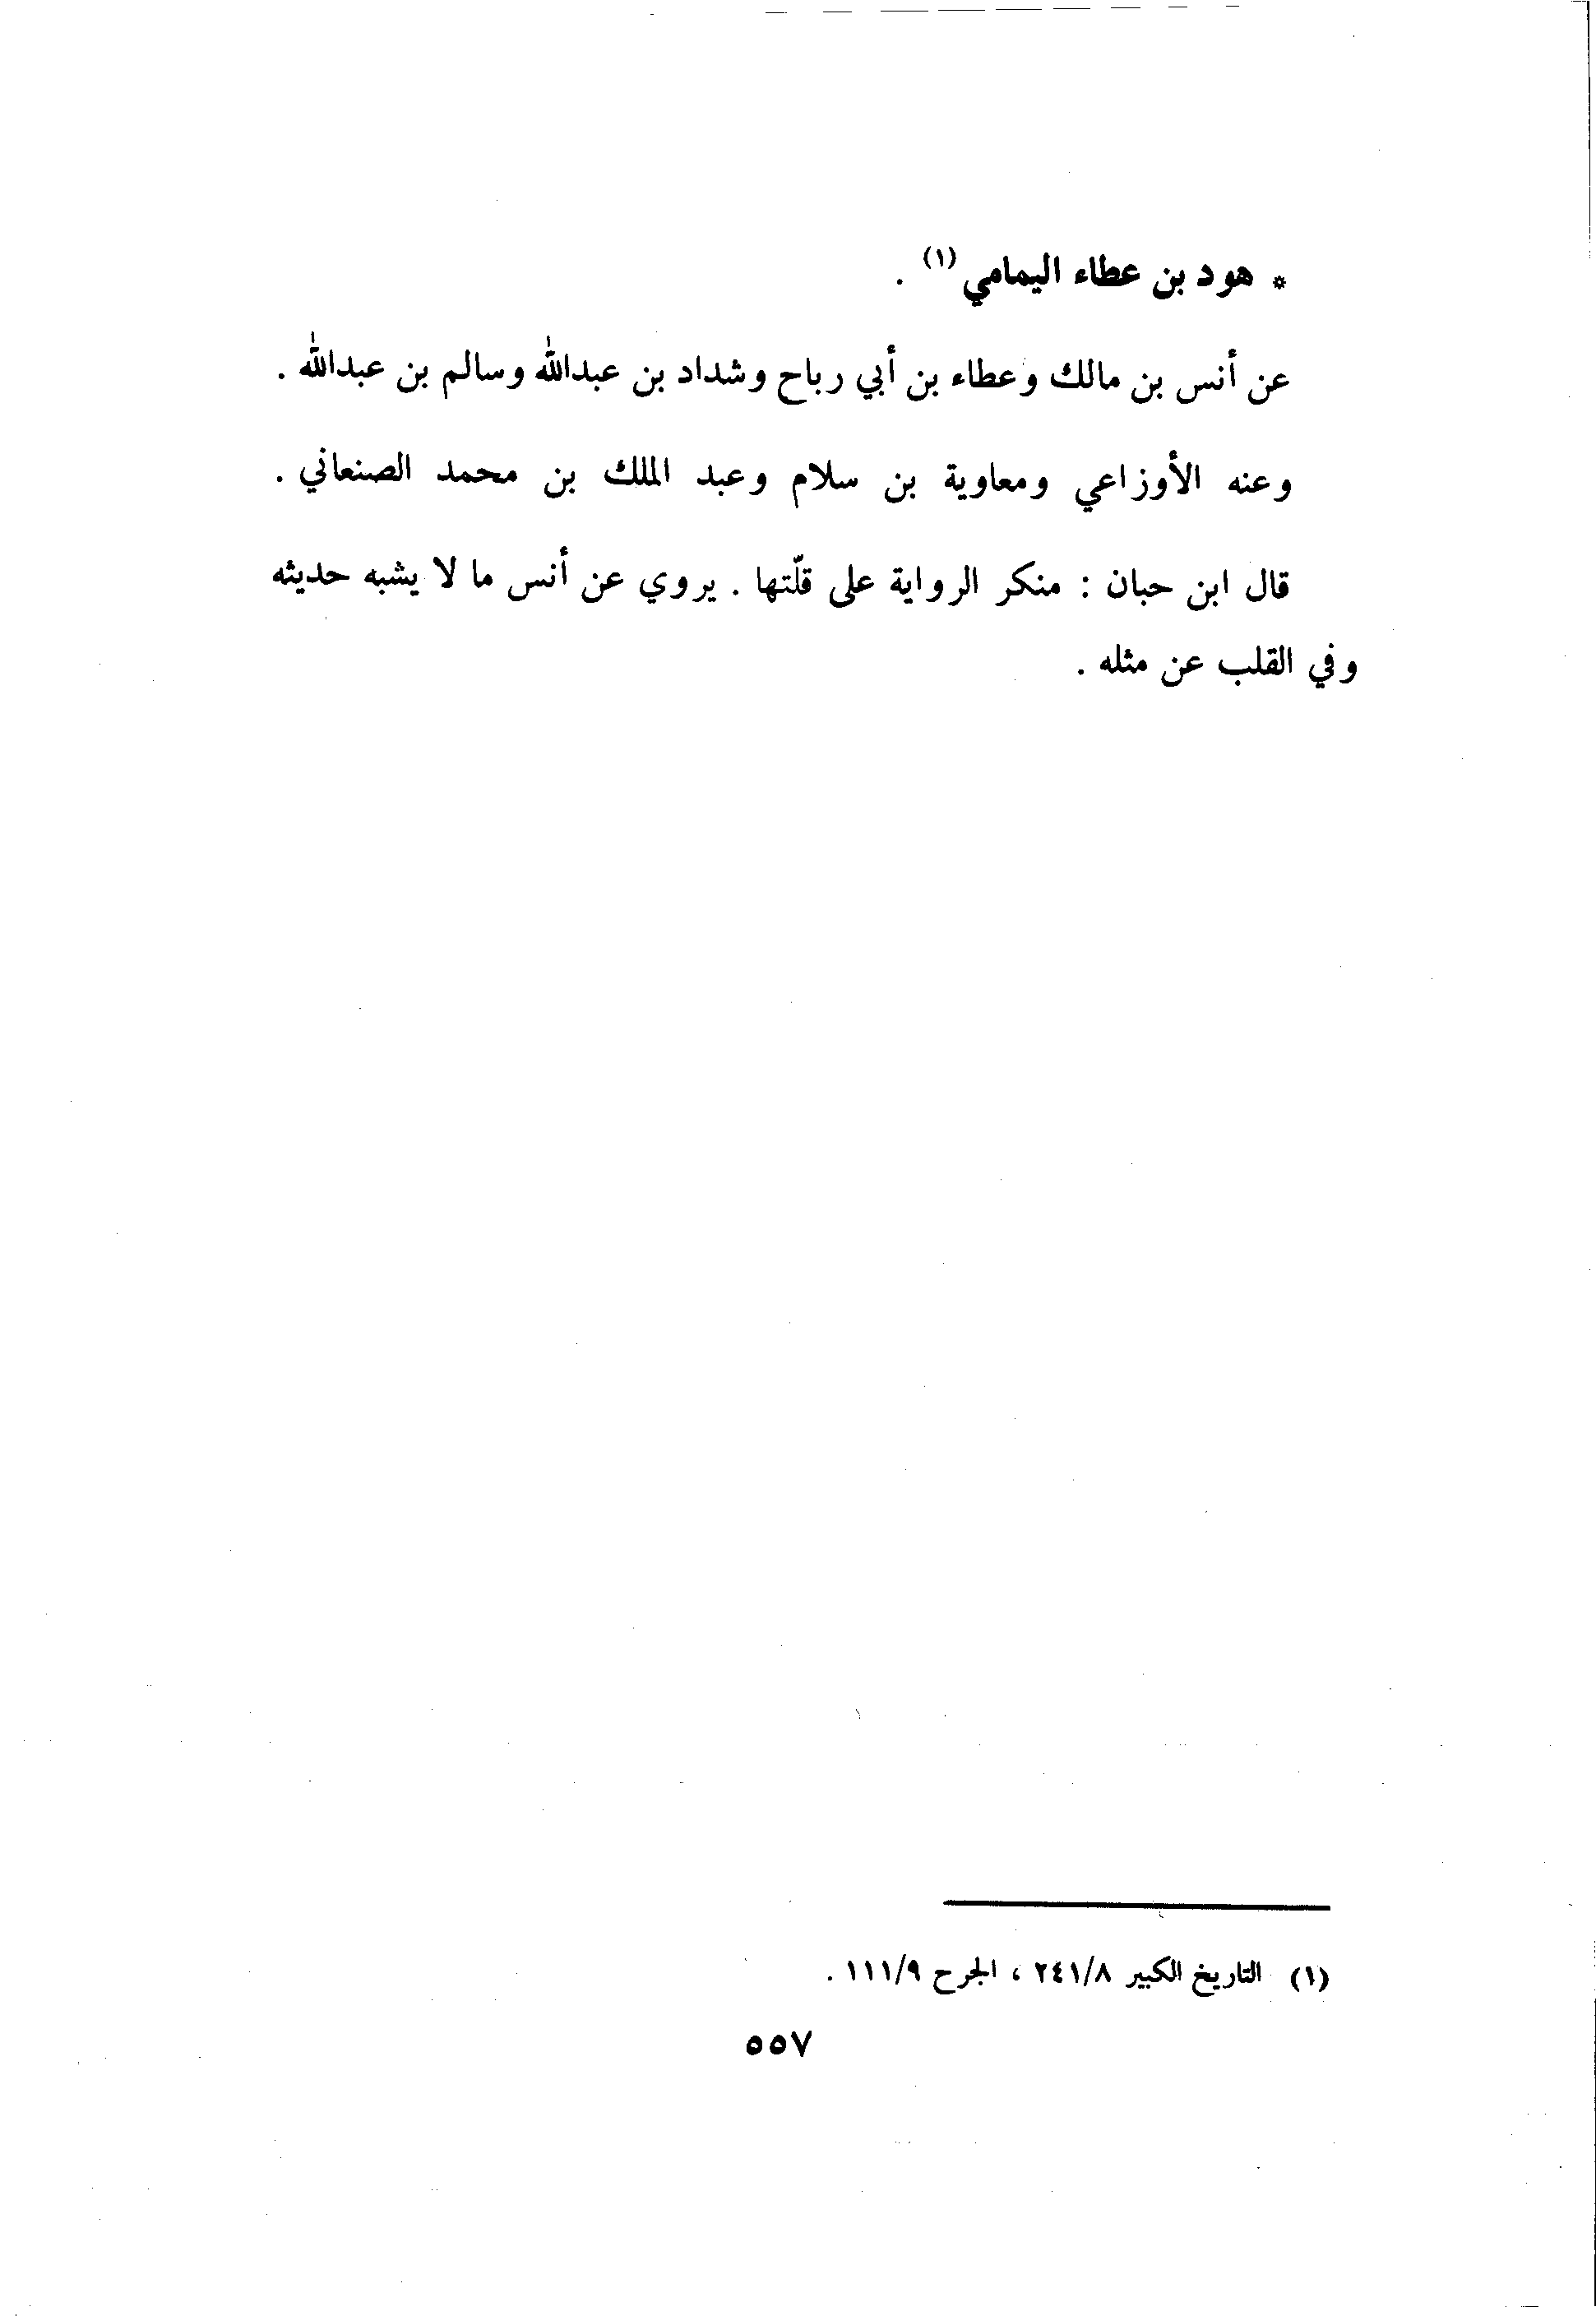 * هود بن عطاء اليمامي (١) .
عن أنس بن مالك وعطاء بن أبي رباح وشداد بن عبدالله وسالم بن عبدالله .
وعنه الأوزاعي ومعاوية بن سلام وعبد الملك بن محمد الصنعاني .
قال ابن حبان : منكر الرواية على قلّتها . يروي عن أنس ما لا يشبه حديثه
وفي القلب عن مثله .
(١) التاريخ الكبير ٢٤١/٨ ، الجرح ١١١/٩ .
٥٥٧